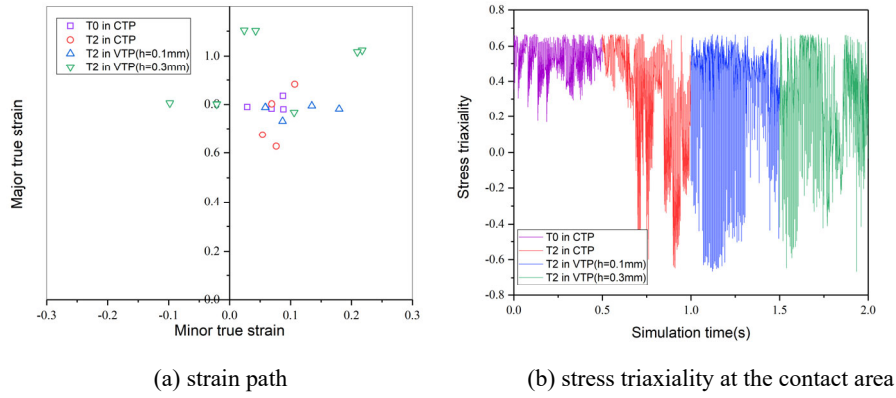 T0 in CTP
T2 in CTP
T2 in VTP(h=0.1mm)
T2 in VTP(h=0.3mm)
1.0
0.8
0.6
0.4
0.2
0.0
Major true strain
-0.3
-0.2
-0.1
0.0
0.1
0.2
0.3
Minor true strain
(a) strain path
0.8
0.6
0.4
0.2
0.0
-0.2
-0.4
-0.6
-0.8
Stress triaxiality
T0 in CTP
T2 in CTP
T2 in VTP(h=0.1mm)
T2 in VTP(h=0.3mm)
0.0
0.5
1.0
1.5
2.0
Simulation time(s)
(b) stress triaxiality at the contact area